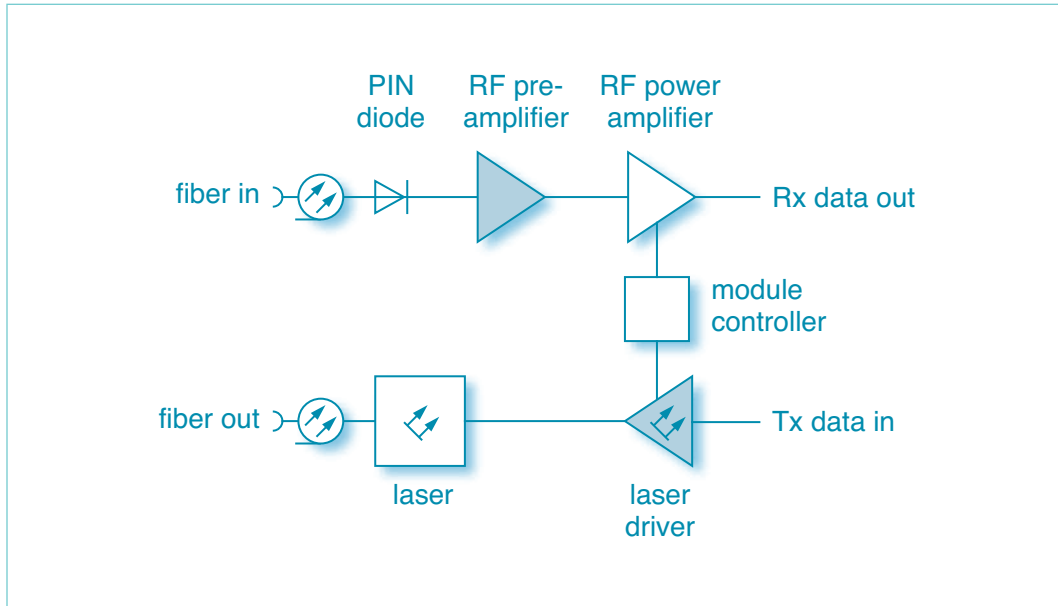 PIN
diode
RF pre-
amplifier
RF power
amplifier
fiber in
Rx data out
module
controller
fiber out
Tx data in
laser
laser
driver